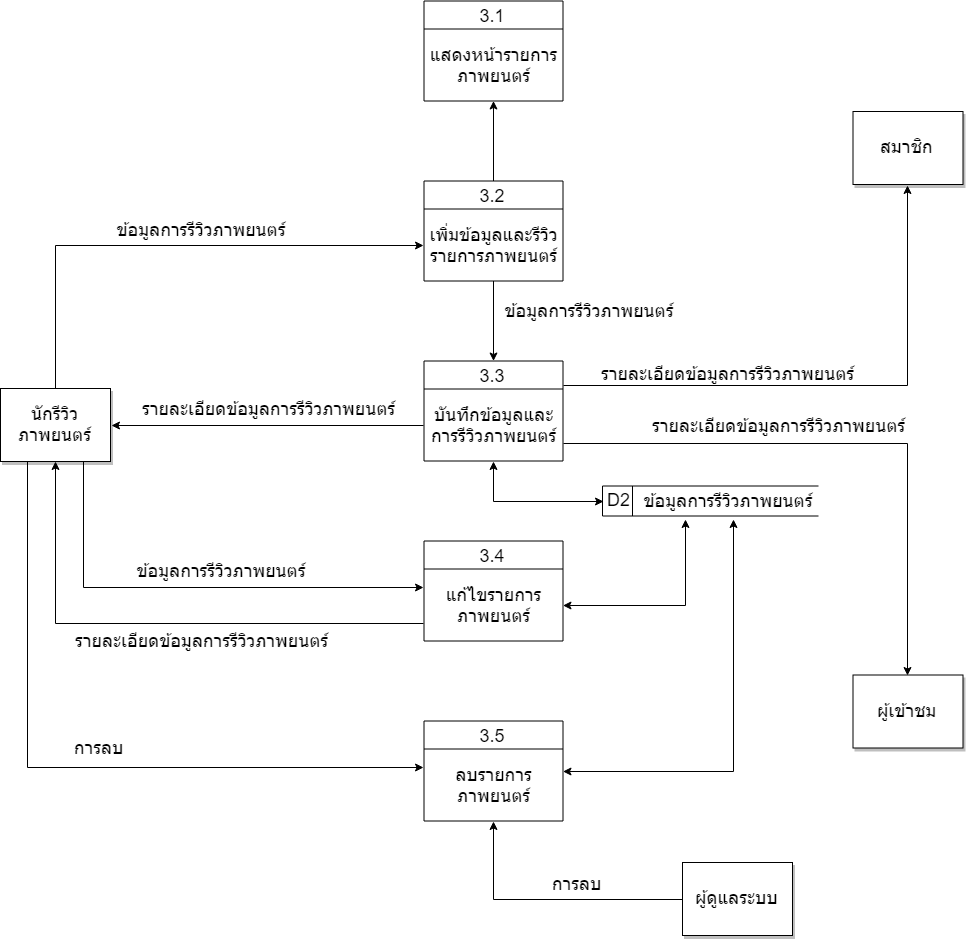 3.1
แสดงหน้ารายการ
ภาพยนตร์
สมาชิก
3.2
เพิ่มข้อมูลและรีวิว
รายการภาพยนตร์
ข้อมูลการรีวิวภาพยนตร์
ข้อมูลการรีวิวภาพยนตร์
3.3
บันทึกข้อมูลและ
การรีวิวภาพยนตร์
รายละเอียดข้อมูลการรีวิวภาพยนตร์
นักรีวิว
ภาพยนตร์
รายละเอียดข้อมูลการรีวิวภาพยนตร์
รายละเอียดข้อมูลการรีวิวภาพยนตร์
D2 ข้อมูลการรีวิวภาพยนตร์
3.4
แก้ไขรายการ
ภาพยนตร์
ข้อมูลการรีวิวภาพยนตร์
รายละเอียดข้อมูลการรีวิวภาพยนตร์
ผู้เข้าชม
3.5
ลบรายการ
ภาพยนตร์
การลบ
การลบ
ผู้ดูแลระบบ